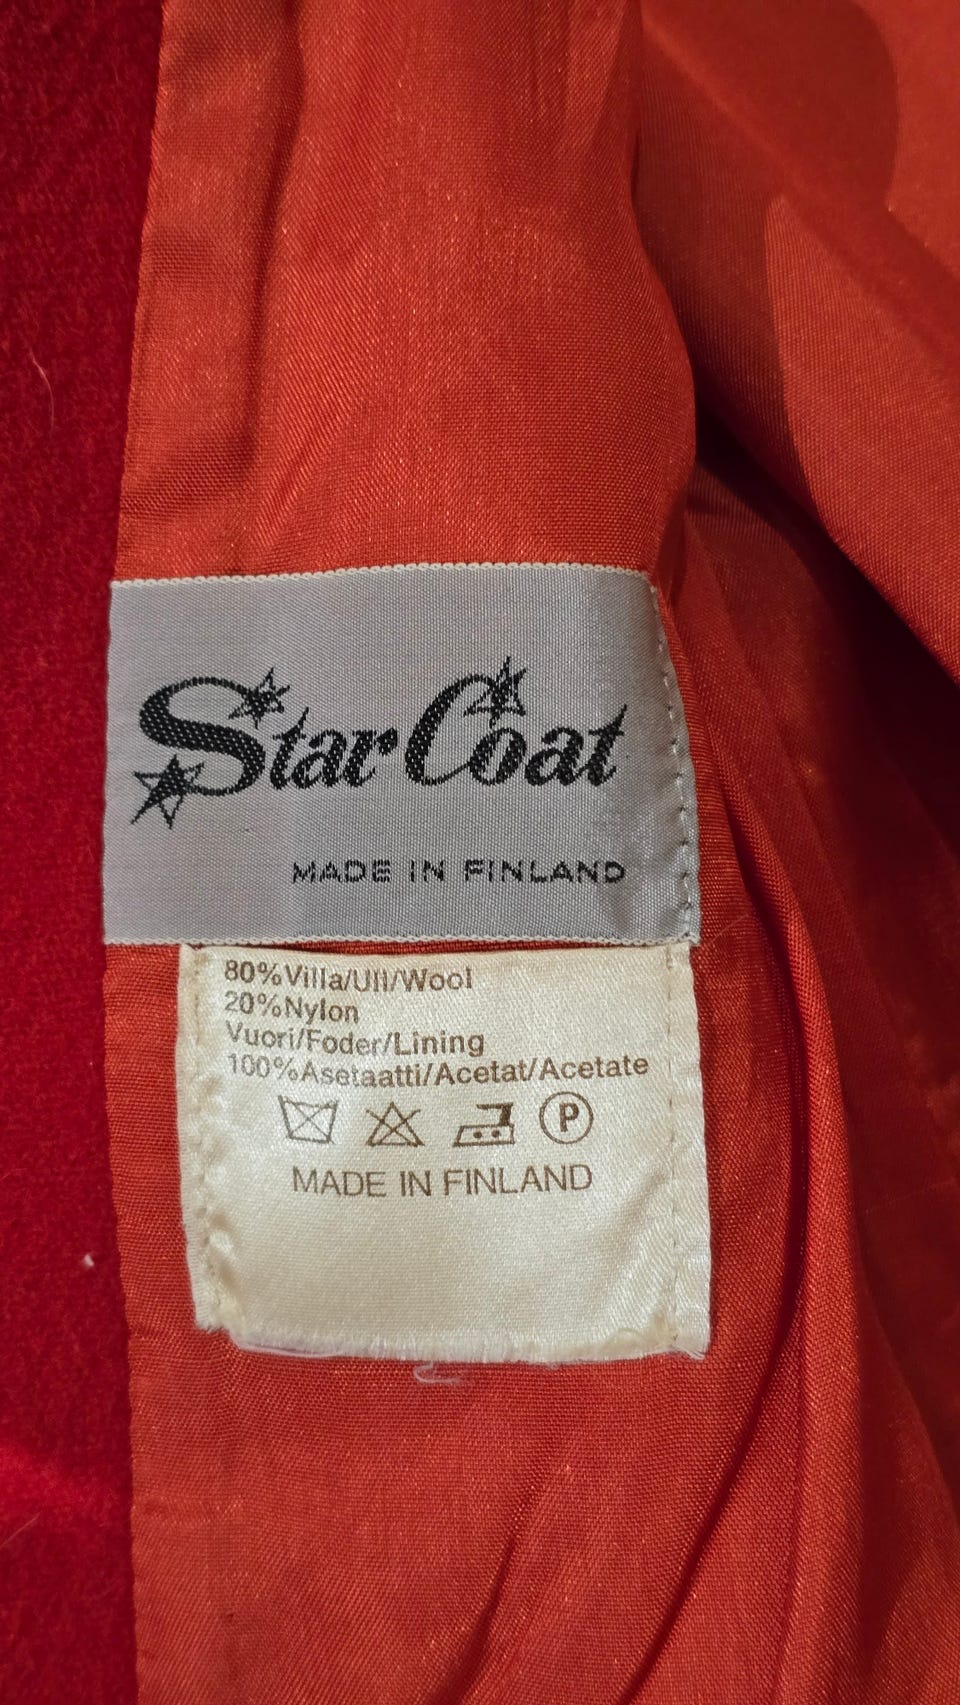 Star Coat
MADE IN FINLAND
80%Villa/Ull/Wool
20%Nylon
Vuori/Foder/Lining
100%Asetaatti/Acetat/Acetate
P
MADE IN FINLAND